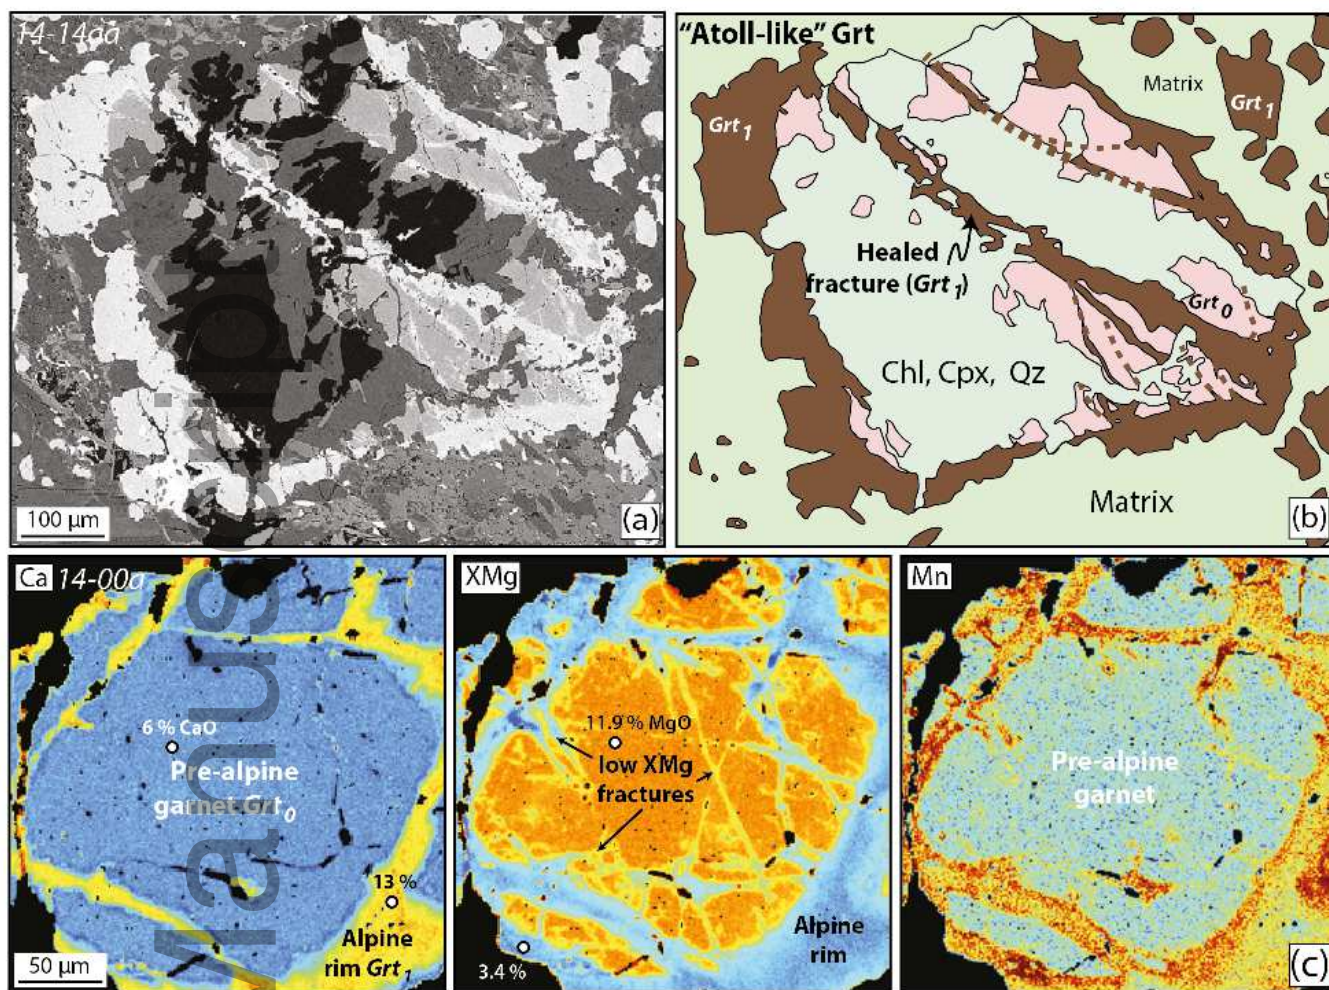 14-14aa
100 µm
(a)
"Atoll-like" Grt
Matrix
Grt1
Grt1
Healed
fracture (Grt1)
Grt0
Chl, Cpx, Qz
Matrix
(b)
Ca 14-00a
6 % CaO
Pre-alpine
garnet Grt0
13 %
Alpine
rim Grt1
50 µm
XMg
11.9 % MgO
low XMg
fractures
Alpine
rim
3.4 %
Mn
Pre-alpine
garnet
(c)